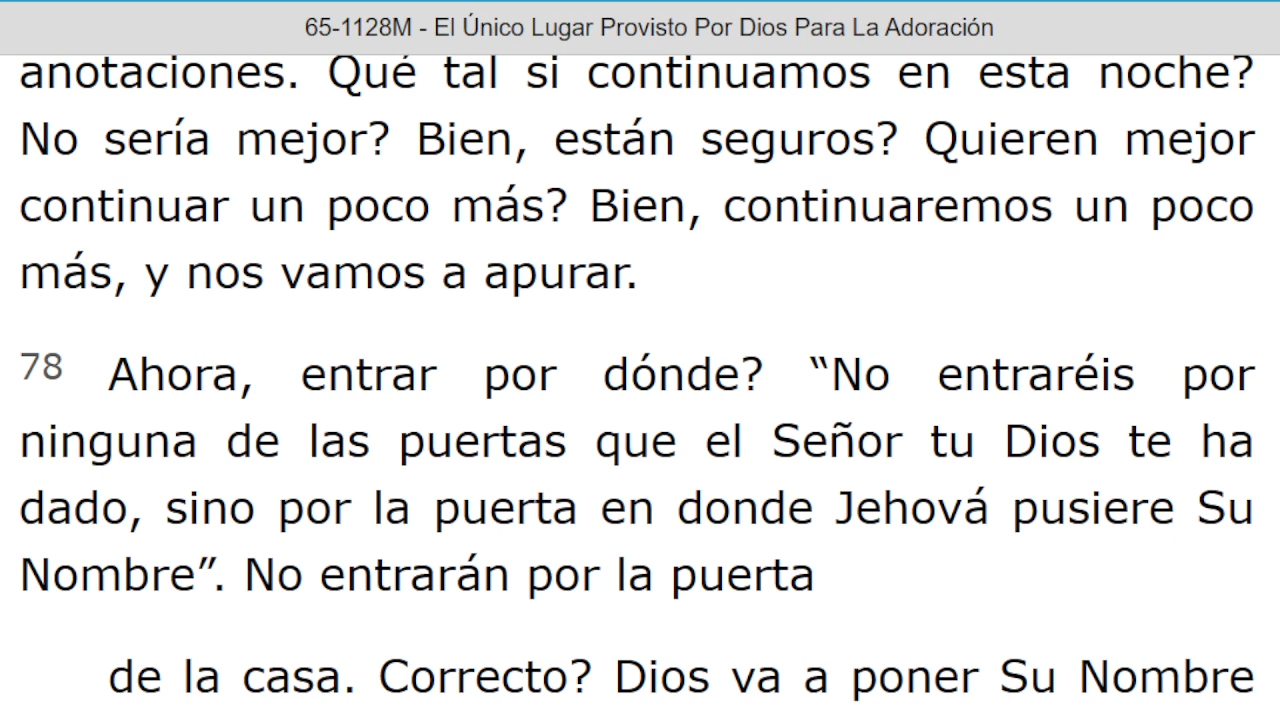 65-1128M - El Único Lugar Provisto Por Dios Para La Adoración
anotaciones. Qué tal si continuamos en esta noche?
No sería mejor? Bien, están seguros? Quieren mejor
continuar un poco más? Bien, continuaremos un poco
más, y nos vamos a apurar.
78 Ahora, entrar por dónde? “No entraréis por
ninguna de las puertas que el Señor tu Dios te ha
dado, sino por la puerta en donde Jehová pusiere Su
Nombre”. No entrarán por la puerta
de la casa. Correcto? Dios va a poner Su Nombre